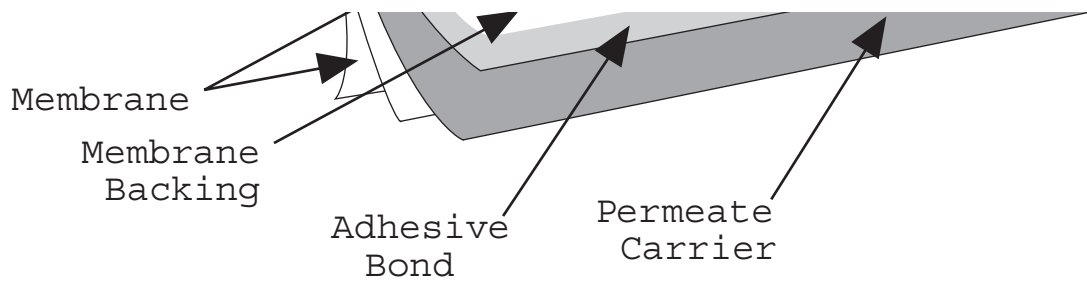 Membrane
Membrane
Backing
Adhesive
Bond
Permeate
Carrier